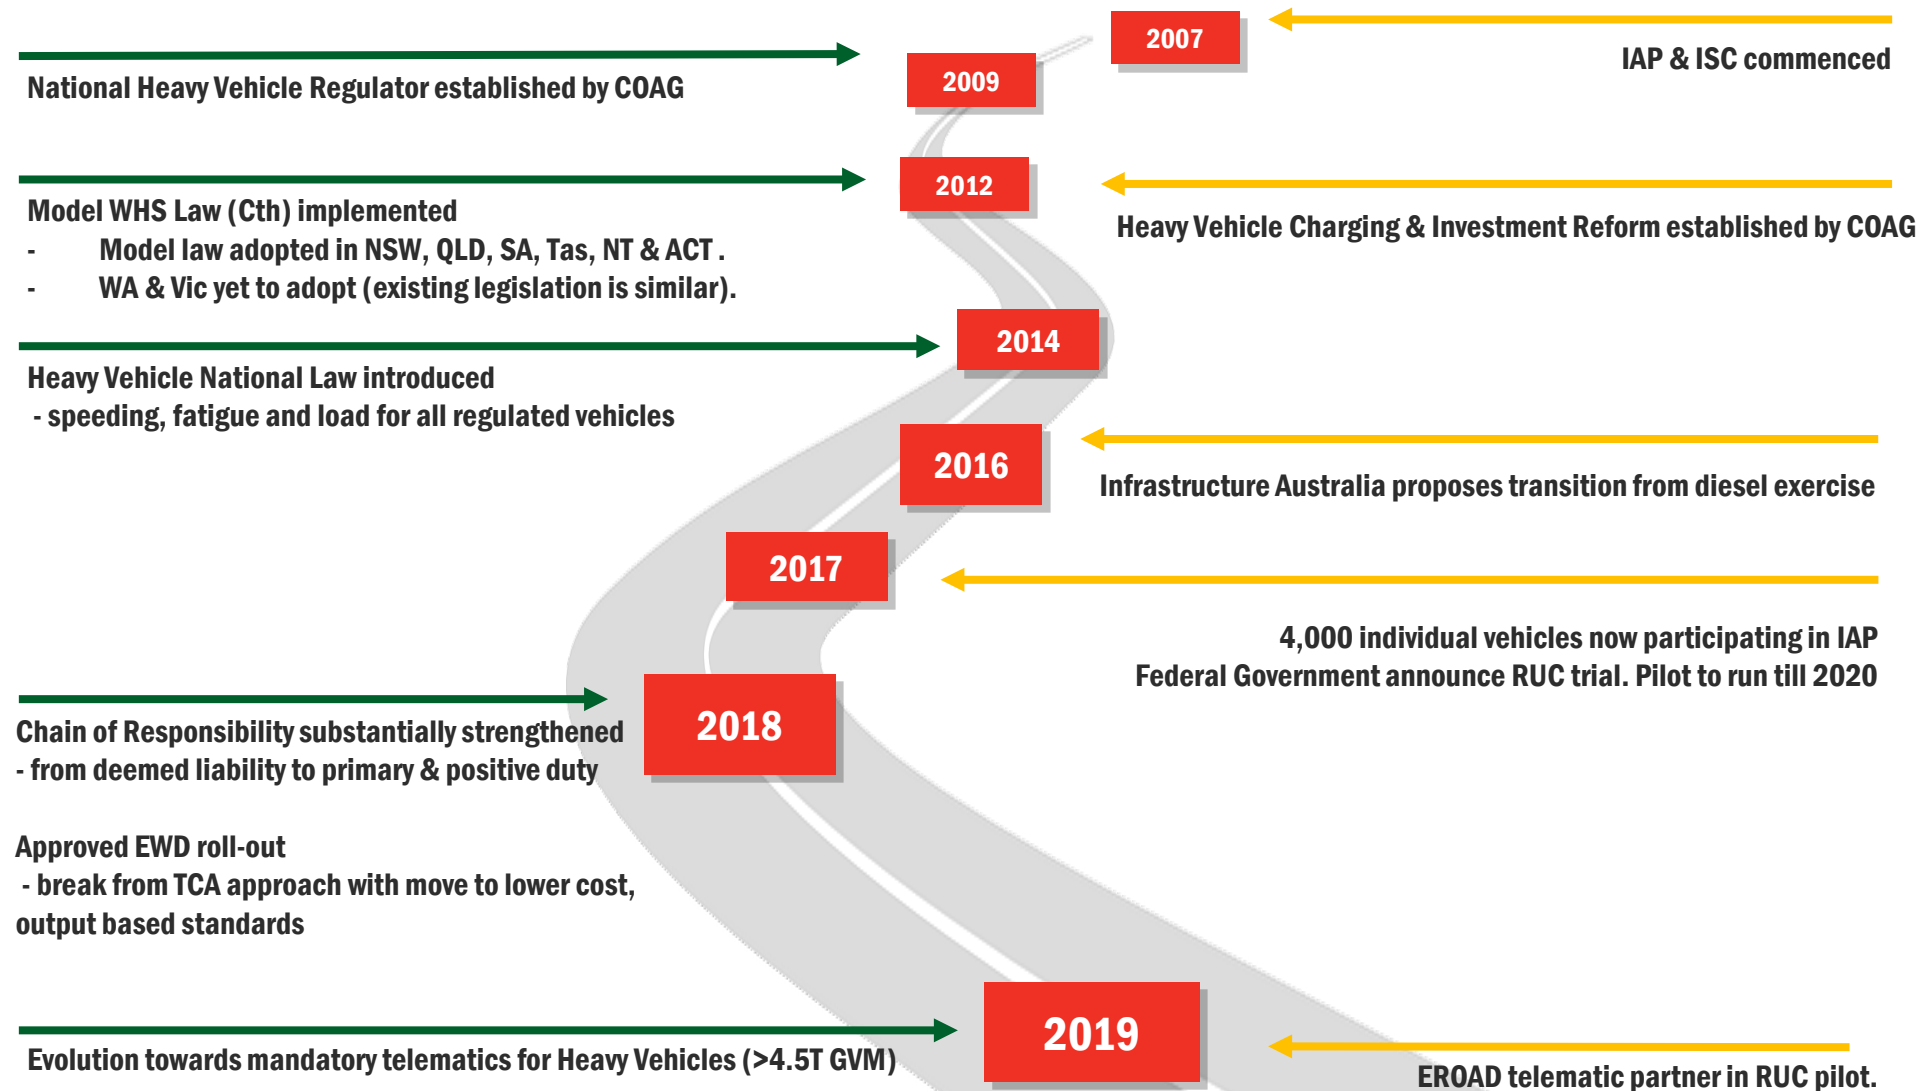 2007
IAP & ISC commenced
2009
National Heavy Vehicle Regulator established by COAG
2012
Model WHS Law (Cth) implemented
- Model law adopted in NSW, QLD, SA, Tas, NT & ACT .
- WA & Vic yet to adopt (existing legislation is similar).
Heavy Vehicle Charging & Investment Reform established by COAG
2014
Heavy Vehicle National Law introduced
- speeding, fatigue and load for all regulated vehicles
2016
Infrastructure Australia proposes transition from diesel exercise
2017
4,000 individual vehicles now participating in IAP
Federal Government announce RUC trial. Pilot to run till 2020
2018
Chain of Responsibility substantially strengthened
- from deemed liability to primary & positive duty
Approved EWD roll-out
- break from TCA approach with move to lower cost,
output based standards
2019
Evolution towards mandatory telematics for Heavy Vehicles (>4.5T GVM)
EROAD telematic partner in RUC pilot.